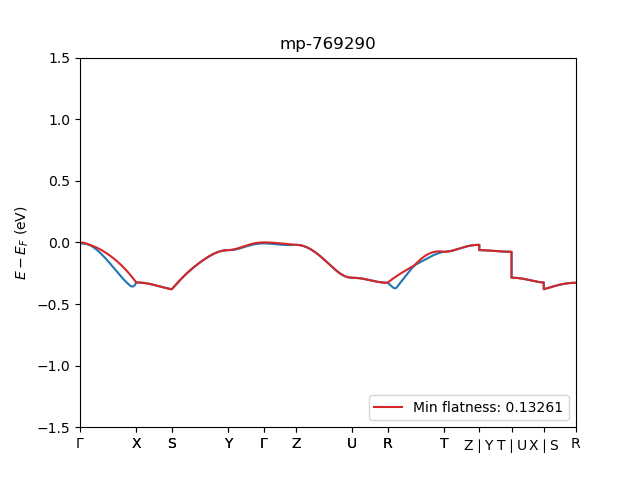 mp-769290
E − E_F (eV)
1.5
1.0
0.5
0.0
−0.5
−1.0
−1.5
Min flatness: 0.13261
Γ X S Y Γ Z U R T Z | Y T | U X | S R